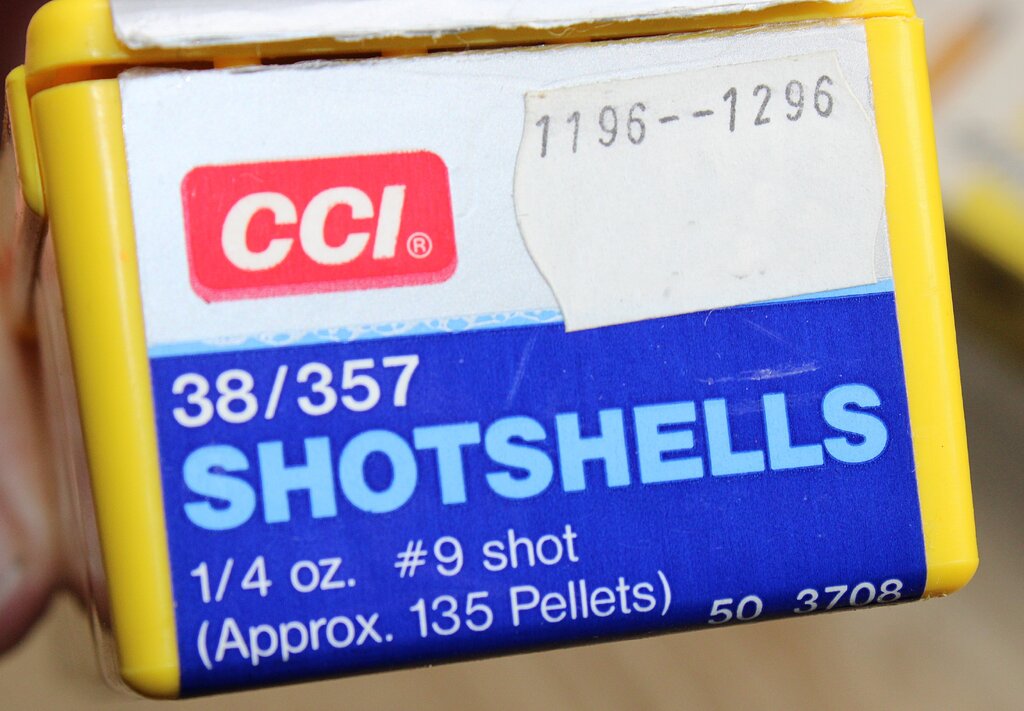 1196--1296
CCI®
38/357
SHOTSHELLS
1/4 oz. #9 shot
(Approx. 135 Pellets) 50 3708